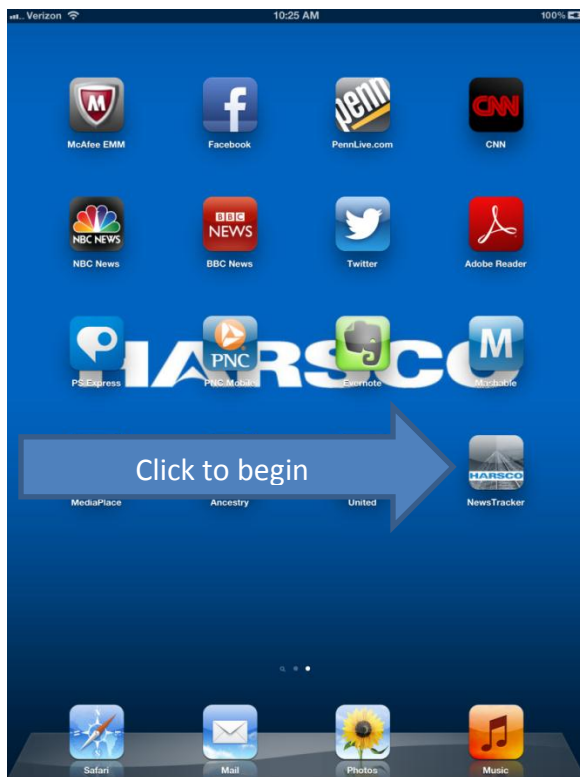 Verizon 10:25 AM 100%
M
f
penn
CNN
McAfee EMM Facebook PennLive.com CNN
NBC NEWS
BBC
NEWS
NBC News BBC News Twitter Adobe Reader
P
PNC
M
HARSCO
PS Express PNC Mobile Evernote Mashable
Click to begin
HARSCO
MediaPlace Ancestry United NewsTracker
Safari Mail Photos Music